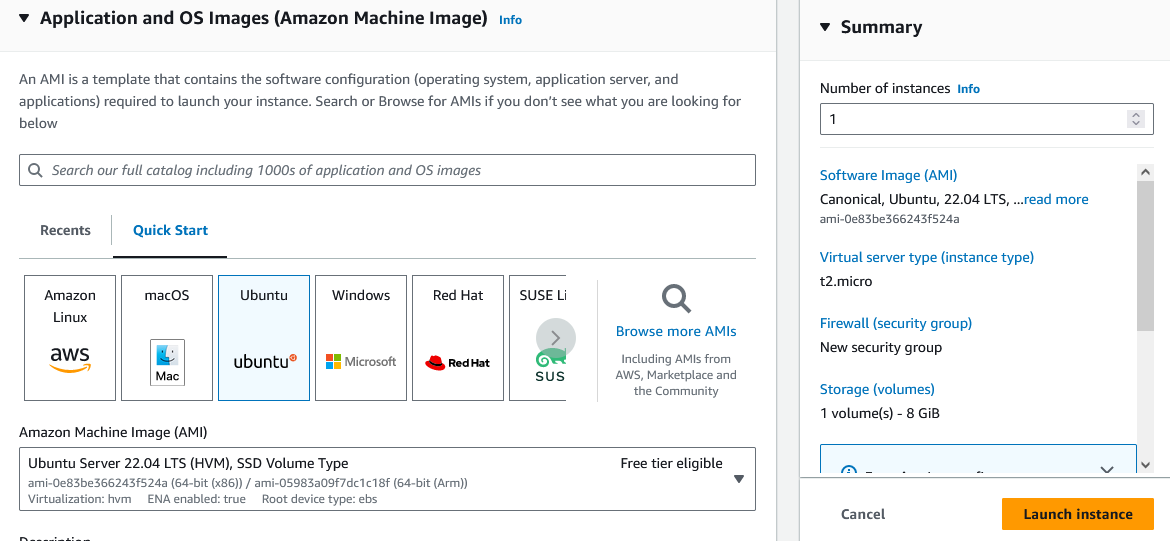 Application and OS Images (Amazon Machine Image) Info
An AMI is a template that contains the software configuration (operating system, application server, and
applications) required to launch your instance. Search or Browse for AMIs if you don't see what you are looking for
below
Search our full catalog including 1000s of application and OS images
Recents
Quick Start
Amazon
Linux
aws
macOS
Mac
Ubuntu
ubuntu
Windows
Microsoft
Red Hat
Red Hat
SUSE Li
SUS
Browse more AMIs
Including AMIs from
AWS, Marketplace and
the Community
Amazon Machine Image (AMI)
Ubuntu Server 22.04 LTS (HVM), SSD Volume Type
Free tier eligible
ami-0e83be366243f524a (64-bit (x86)) / ami-05983a09f7dc1c18f (64-bit (Arm))
Virtualization: hvm ENA enabled: true Root device type: ebs
Summary
Number of instances Info
1
Software Image (AMI)
Canonical, Ubuntu, 22.04 LTS, ...read more
ami-0e83be366243f524a
Virtual server type (instance type)
t2.micro
Firewall (security group)
New security group
Storage (volumes)
1 volume(s) - 8 GiB
Cancel
Launch instance